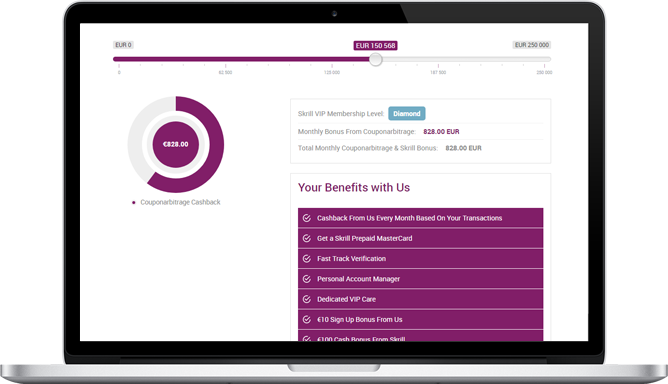 EUR 0 EUR 150 568 EUR 250 000
0 62 500 125 000 187 500 250 000
Skrill VIP Membership Level: Diamond
Monthly Bonus From Couponarbitrage: 828.00 EUR
€828.00
Total Monthly Couponarbitrage & Skrill Bonus: 828.00 EUR
Couponarbitrage Cashback
Your Benefits with Us
Cashback From Us Every Month Based On Your Transactions
Get a Skrill Prepaid MasterCard
Fast Track Verification
Personal Account Manager
Dedicated VIP Care
€10 Sign Up Bonus From Us
€100 Cash Bonus From Skrill